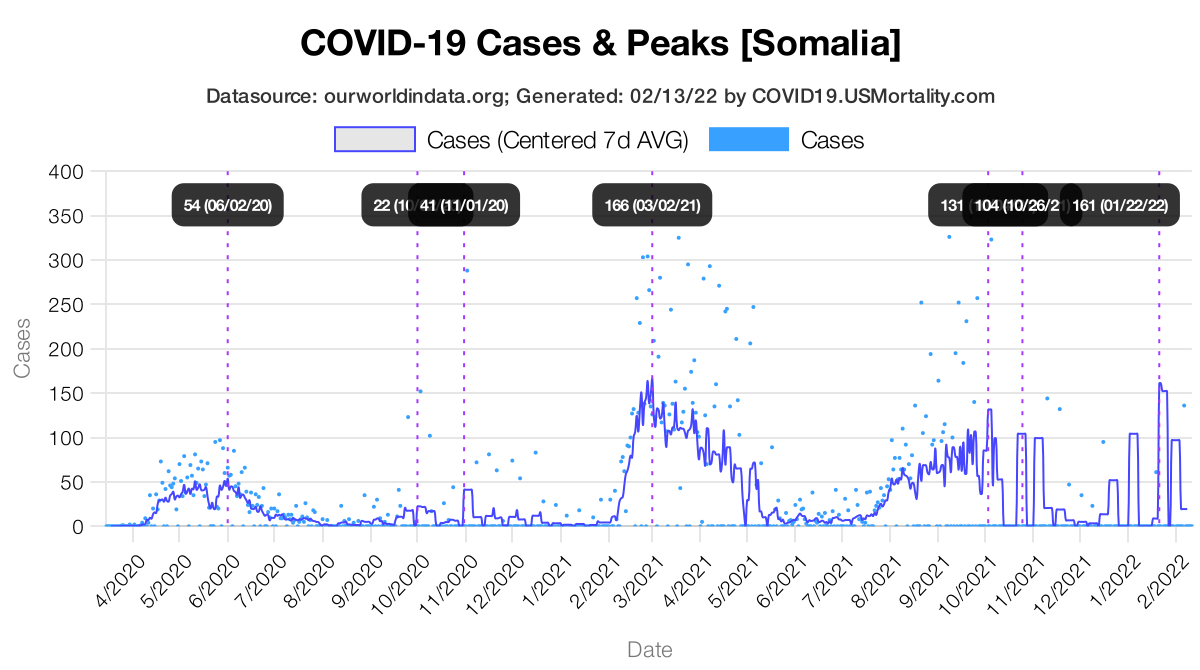 COVID-19 Cases & Peaks [Somalia]
Datasource: ourworldindata.org; Generated: 02/13/22 by COVID19.USMortality.com
Cases (Centered 7d AVG) Cases
400
350
300
250
200
150
100
50
0
Cases
54 (06/02/20) 22 (10 41 (11/01/20) 166 (03/02/21) 131 ( 104 (10/26/21) 161 (01/22/22)
4/2020 5/2020 6/2020 7/2020 8/2020 9/2020 10/2020 11/2020 12/2020 1/2021 2/2021 3/2021 4/2021 5/2021 6/2021 7/2021 8/2021 9/2021 10/2021 11/2021 12/2021 1/2022 2/2022
Date